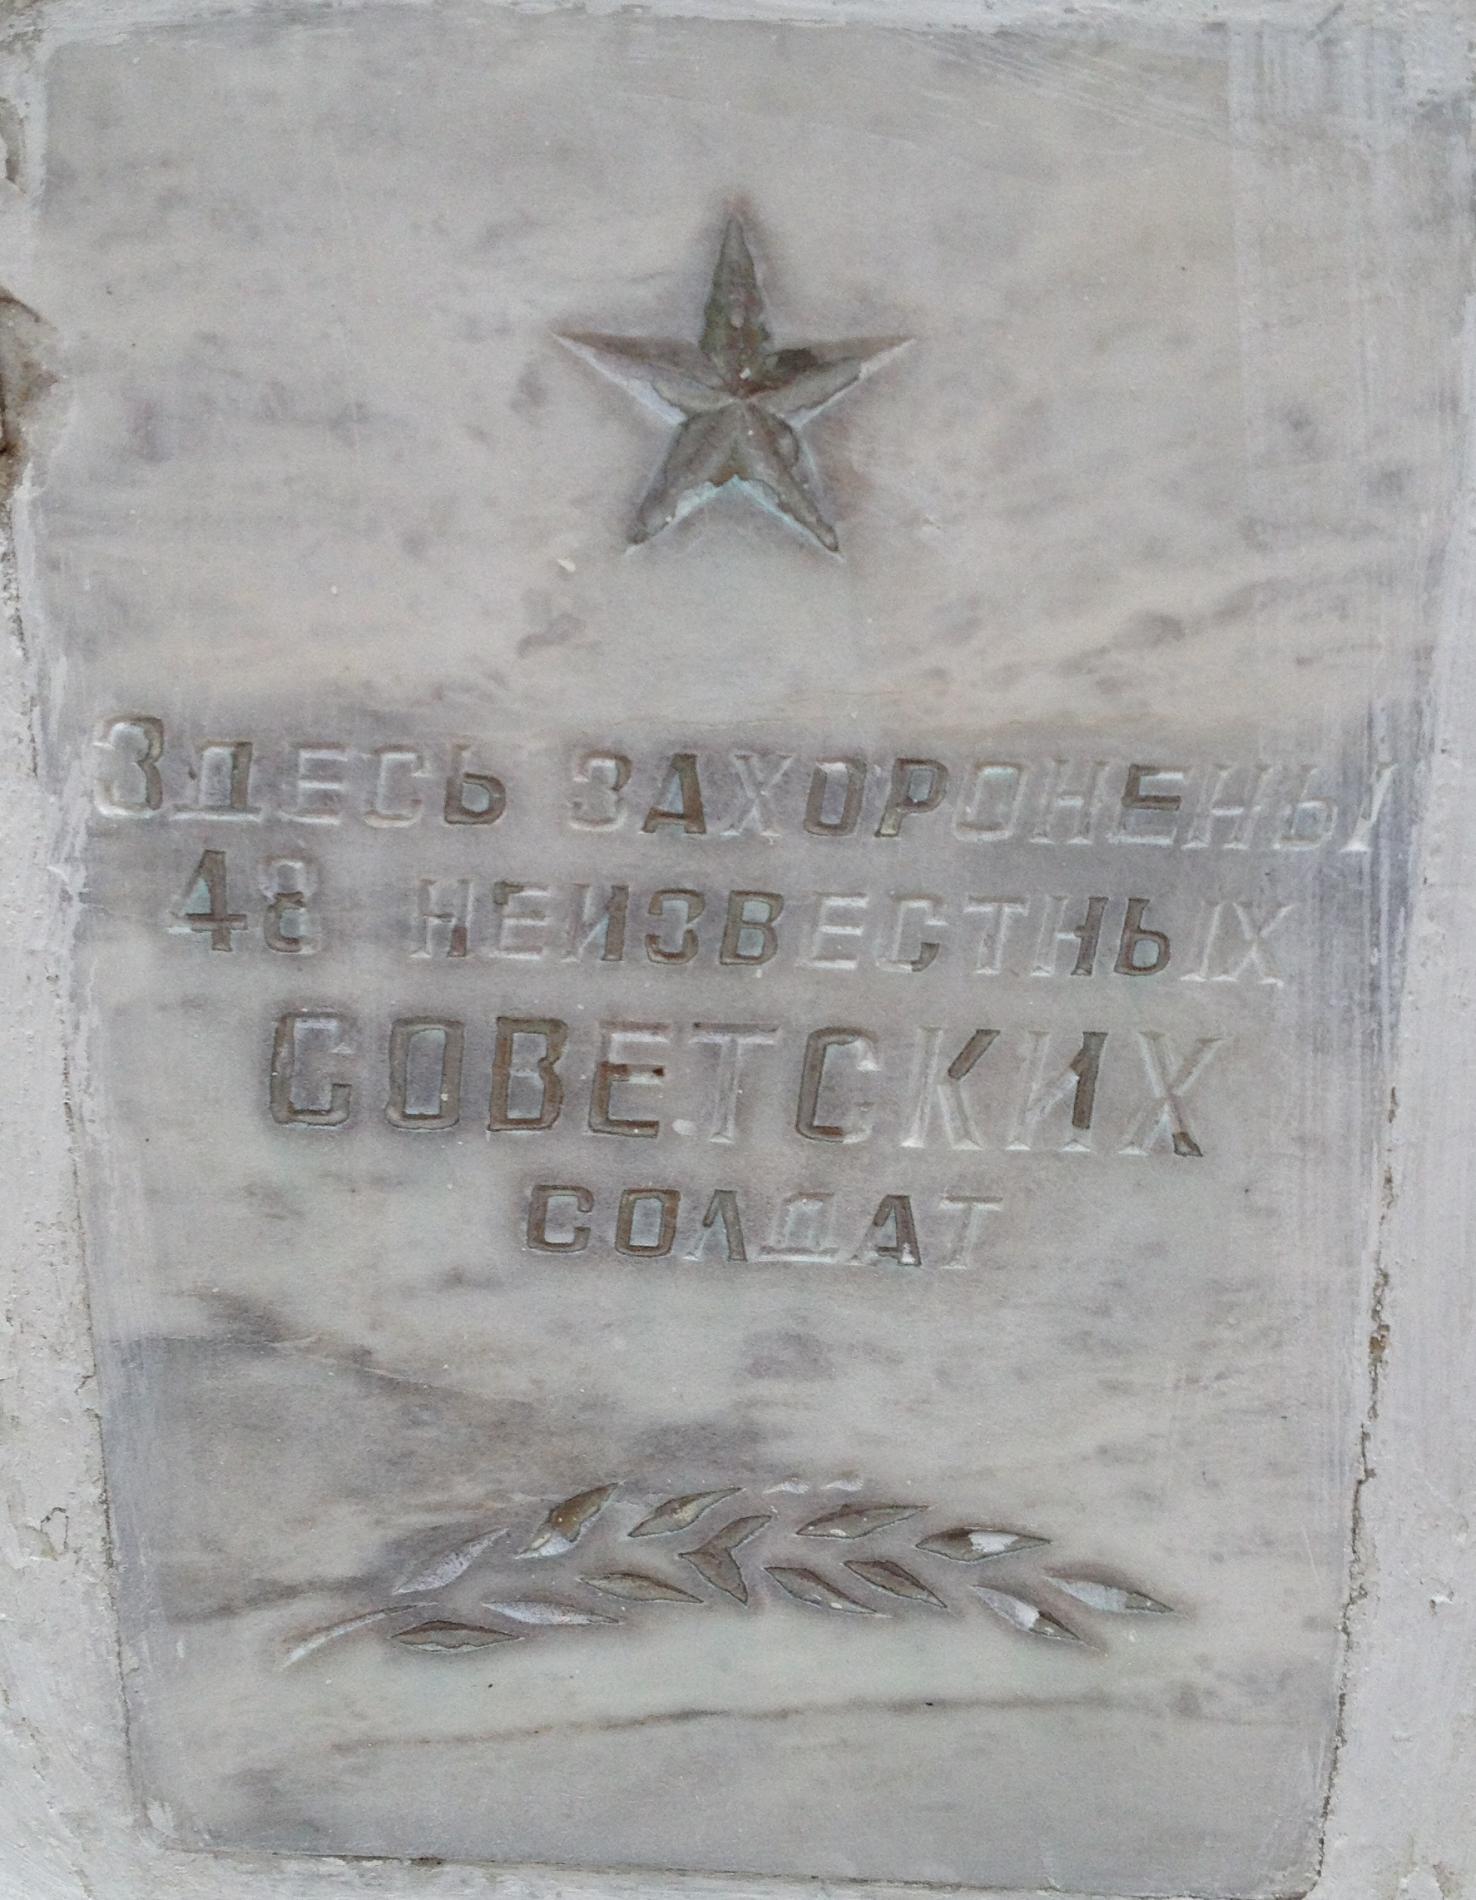 ЗДЕСЬ ЗАХОРОНЕНЫ
48 НЕИЗВЕСТНЫХ
СОВЕТСКИХ
СОЛДАТ